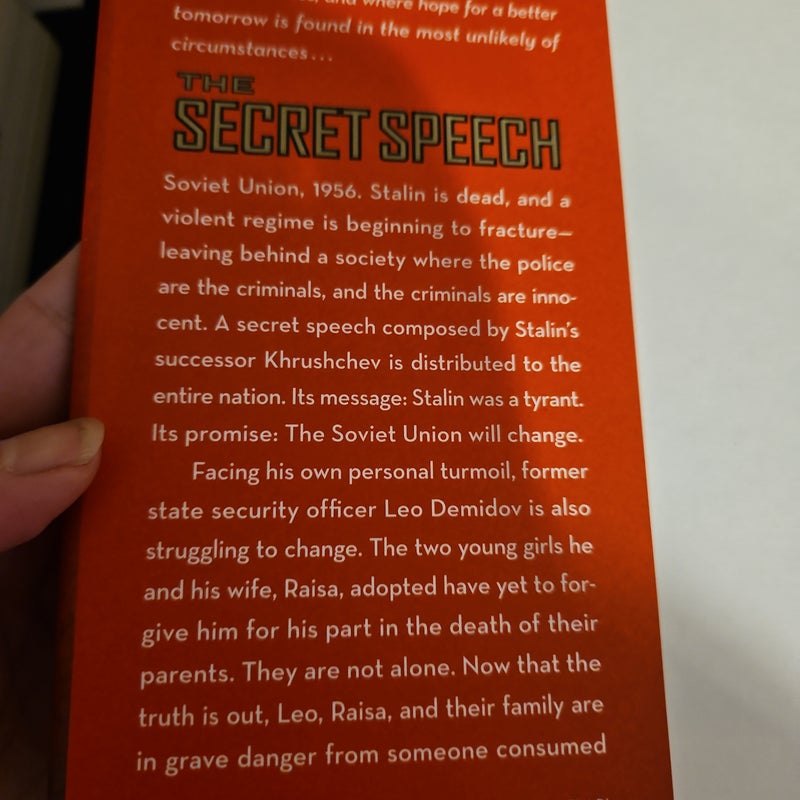 and where hope for a better
tomorrow is found in the most unlikely of
circumstances...
THE
SECRET SPEECH
Soviet Union, 1956. Stalin is dead, and a
violent regime is beginning to fracture—
leaving behind a society where the police
are the criminals, and the criminals are inno-
cent. A secret speech composed by Stalin's
successor Khrushchev is distributed to the
entire nation. Its message: Stalin was a tyrant.
Its promise: The Soviet Union will change.
Facing his own personal turmoil, former
state security officer Leo Demidov is also
struggling to change. The two young girls he
and his wife, Raisa, adopted have yet to for-
give him for his part in the death of their
parents. They are not alone. Now that the
truth is out, Leo, Raisa, and their family are
in grave danger from someone consumed